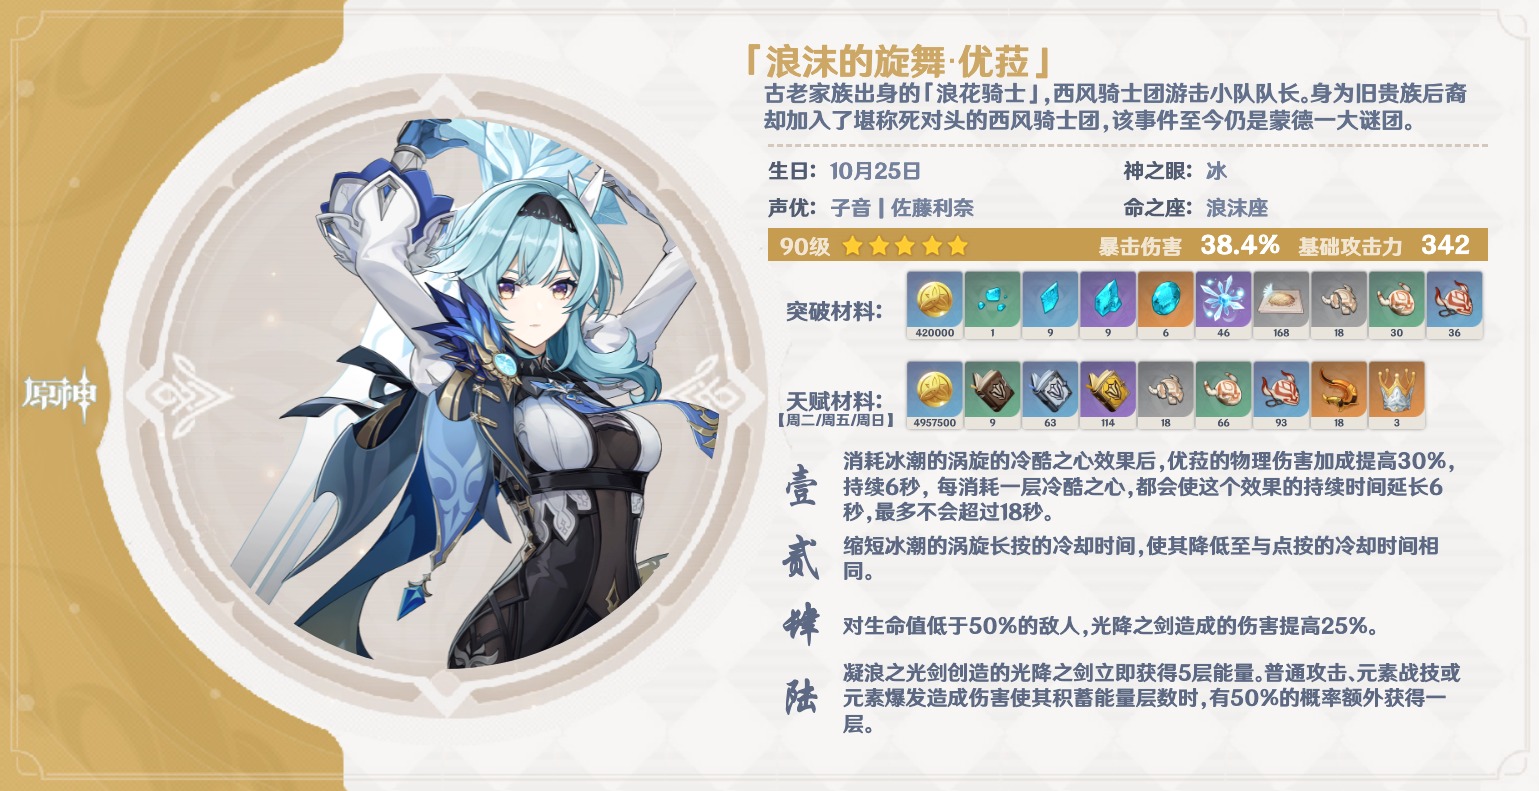 「浪沫的旋舞·优菈」
古老家族出身的「浪花骑士」,西风骑士团游击小队队长。身为旧贵族后裔
却加入了堪称死对头的西风骑士团,该事件至今仍是蒙德一大谜团。
生日: 10月25日 神之眼: 冰
声优: 子音 | 佐藤利奈 命之座: 浪沫座
90级 暴击伤害 38.4% 基础攻击力 342
突破材料:
420000 1 9 9 6 46 168 18 30 36
天赋材料:
【周二/周五/周日】
4957500 9 63 114 18 66 93 18 3
原神
壹
消耗冰潮的涡旋的冷酷之心效果后,优菈的物理伤害加成提高30%,
持续6秒, 每消耗一层冷酷之心,都会使这个效果的持续时间延长6
秒,最多不会超过18秒。
贰
缩短冰潮的涡旋长按的冷却时间,使其降低至与点按的冷却时间相
同。
肆
对生命值低于50%的敌人,光降之剑造成的伤害提高25%。
陆
凝浪之光剑创造的光降之剑立即获得5层能量。普通攻击、元素战技或
元素爆发造成伤害使其积蓄能量层数时,有50%的概率额外获得一
层。